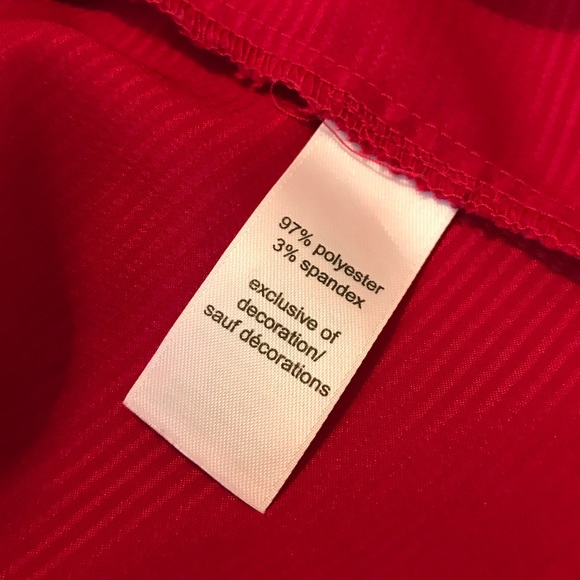 97% polyester
3% spandex
exclusive of
decoration/
sauf décorations